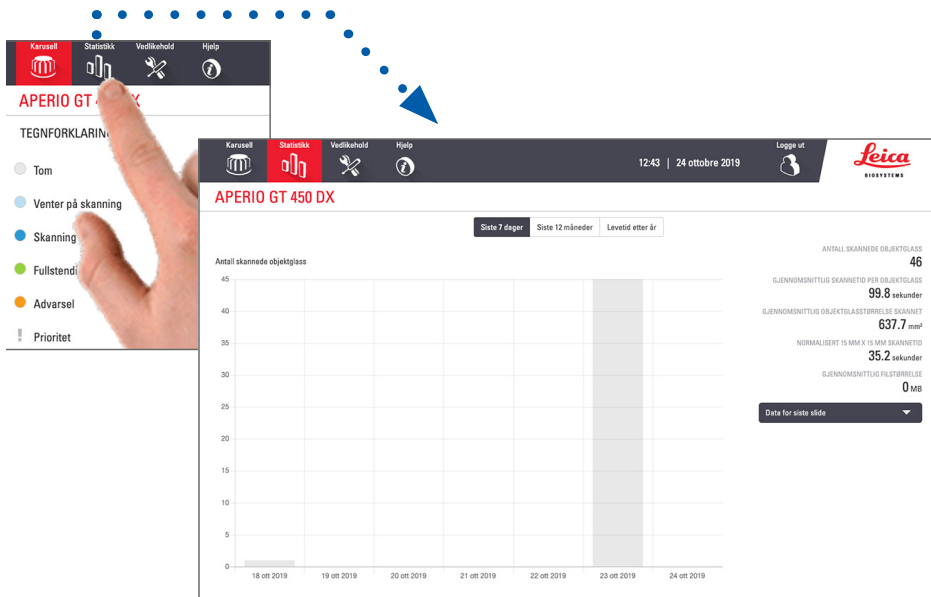 Karusell
Statistikk
Vedlikehold
Hjelp
APERIO GT 4
X
TEGNFORKLARIN
Tom
Venter på skanning
Skanning
Fullstendi
Advarsel
! Prioritet
Karusell
Statistikk
Vedlikehold
Hjelp
12:43 | 24 ottobre 2019
Logge ut
Leica
BIOSYSTEMS
APERIO GT 450 DX
Siste 7 dager
Siste 12 måneder
Levetid etter år
Antall skannede objektglass
45
40
35
30
25
20
15
10
5
0
18 ott 2019
19 ott 2019
20 ott 2019
21 ott 2019
22 ott 2019
23 ott 2019
24 ott 2019
ANTALL SKANNEDE OBJEKTGLASS
46
GJENNOMSNITTLIG SKANNETID PER OBJEKTGLASS
99.8 sekunder
GJENNOMSNITTLIG OBJEKTGLASSTØRRELSE SKANNET
637.7 mm²
NORMALISERT 15 MM X 15 MM SKANNETID
35.2 sekunder
GJENNOMSNITTLIG FILSTØRRELSE
0 MB
Data for siste slide